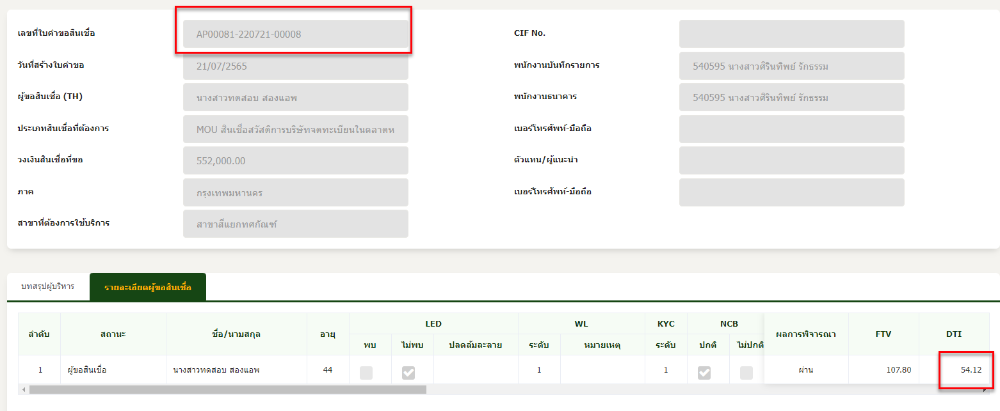 เลขที่ใบคำขอสินเชื่อ AP00081-220721-00008 CIF No.
วันที่สร้างใบคำขอ 21/07/2565 พนักงานบันทึกรายการ 540595 นางสาวศิรินทิพย์ รักธรรม
ผู้ขอสินเชื่อ (TH) นางสาวทดสอบ สองแอพ พนักงานธนาคาร 540595 นางสาวศิรินทิพย์ รักธรรม
ประเภทสินเชื่อที่ต้องการ MOU สินเชื่อสวัสดิการบริษัทจดทะเบียนในตลาดห เบอร์โทรศัพท์-มือถือ
วงเงินสินเชื่อที่ขอ 552,000.00 ตัวแทน/ผู้แนะนำ
ภาค กรุงเทพมหานคร เบอร์โทรศัพท์-มือถือ
สาขาที่ต้องการใช้บริการ สาขาสี่แยกทศกัณฑ์
บทสรุปผู้บริหาร รายละเอียดผู้ขอสินเชื่อ
ลำดับ สถานะ ชื่อ/นามสกุล อายุ LED WL KYC NCB ผลการพิจารณา FTV DTI
พบ ไม่พบ ปลดล้มละลาย ระดับ หมายเหตุ ระดับ ปกติ ไม่ปกติ
1 ผู้ขอสินเชื่อ นางสาวทดสอบ สองแอพ 44 1 1 ผ่าน 107.80 54.12